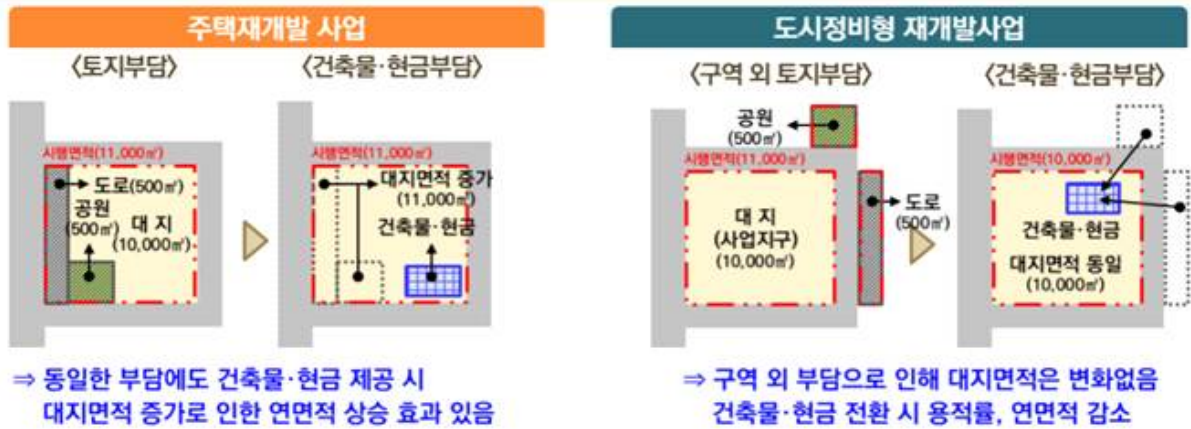 주택재개발 사업
〈토지부담〉
시행면적(11,000㎡)
도로(500㎡)
공원
(500㎡)
대 지
(10,000㎡)
〈건축물·현금부담〉
시행면적(11,000㎡)
대지면적 증가
(11,000㎡)
건축물·현금
⇒ 동일한 부담에도 건축물·현금 제공 시
대지면적 증가로 인한 연면적 상승 효과 있음
도시정비형 재개발사업
〈구역 외 토지부담〉
공원
(500㎡)
시행면적(11,000㎡)
도로
(500㎡)
대 지
(사업지구)
(10,000㎡)
〈건축물·현금부담〉
시행면적(10,000㎡)
건축물·현금
대지면적 동일
(10,000㎡)
⇒ 구역 외 부담으로 인해 대지면적은 변화없음
건축물·현금 전환 시 용적률, 연면적 감소